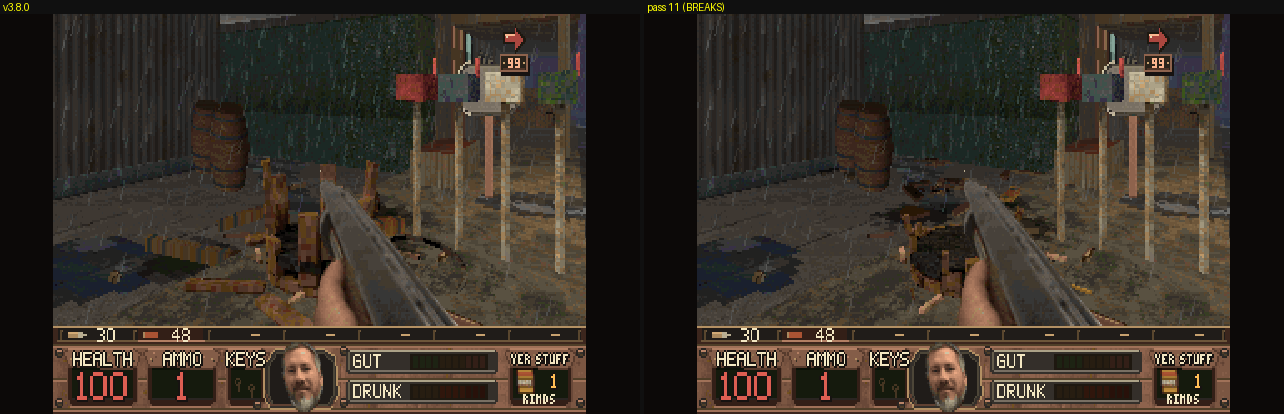 v3.8.0
pass 11 (BREAKS)
99
99
30 48
30 48
HEALTH AMMO KEYS GUT YER STUFF
100 1 DRUNK 1
RINDS
HEALTH AMMO KEYS GUT YER STUFF
100 1 DRUNK 1
RINDS